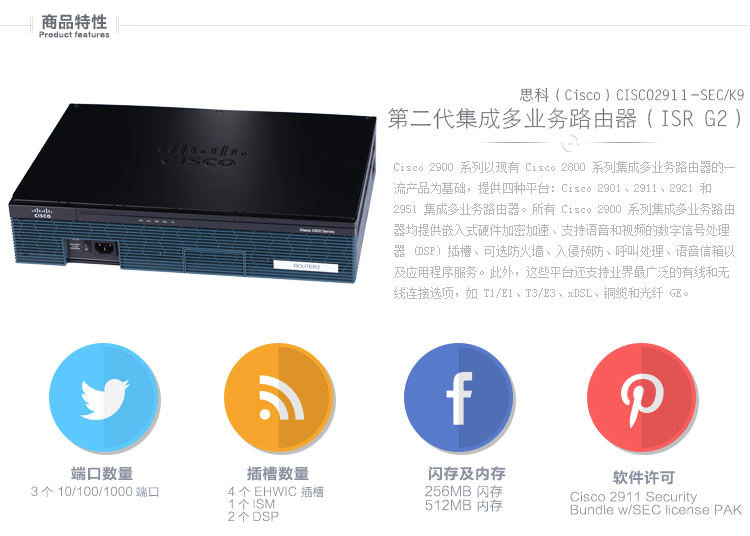 商品特性
Product features
思科（Cisco）CISCO2911-SEC/K9
第二代集成多业务路由器（ISR G2）
Cisco 2900 系列以现有 Cisco 2800 系列集成多业务路由器的一
流产品为基础，提供四种平台：Cisco 2901、2911、2921 和
2951 集成多业务路由器。所有 Cisco 2900 系列集成多业务路由
器均提供嵌入式硬件加密加速、支持语音和视频的数字信号处理
器 (DSP) 插槽、可选防火墙、入侵预防、呼叫处理、语音信箱以
及应用程序服务。此外，这些平台还支持业界最广泛的有线和无
线连接选项，如 T1/E1、T3/E3、xDSL、铜缆和光纤 GE。
CISCO
CISCO
Cisco 2900 Series
ROUTER3
端口数量
3 个 10/100/1000 端口
插槽数量
4 个 EHWIC 插槽
1 个 ISM
2 个 DSP
闪存及内存
256MB 闪存
512MB 内存
软件许可
Cisco 2911 Security
Bundle w/SEC license PAK